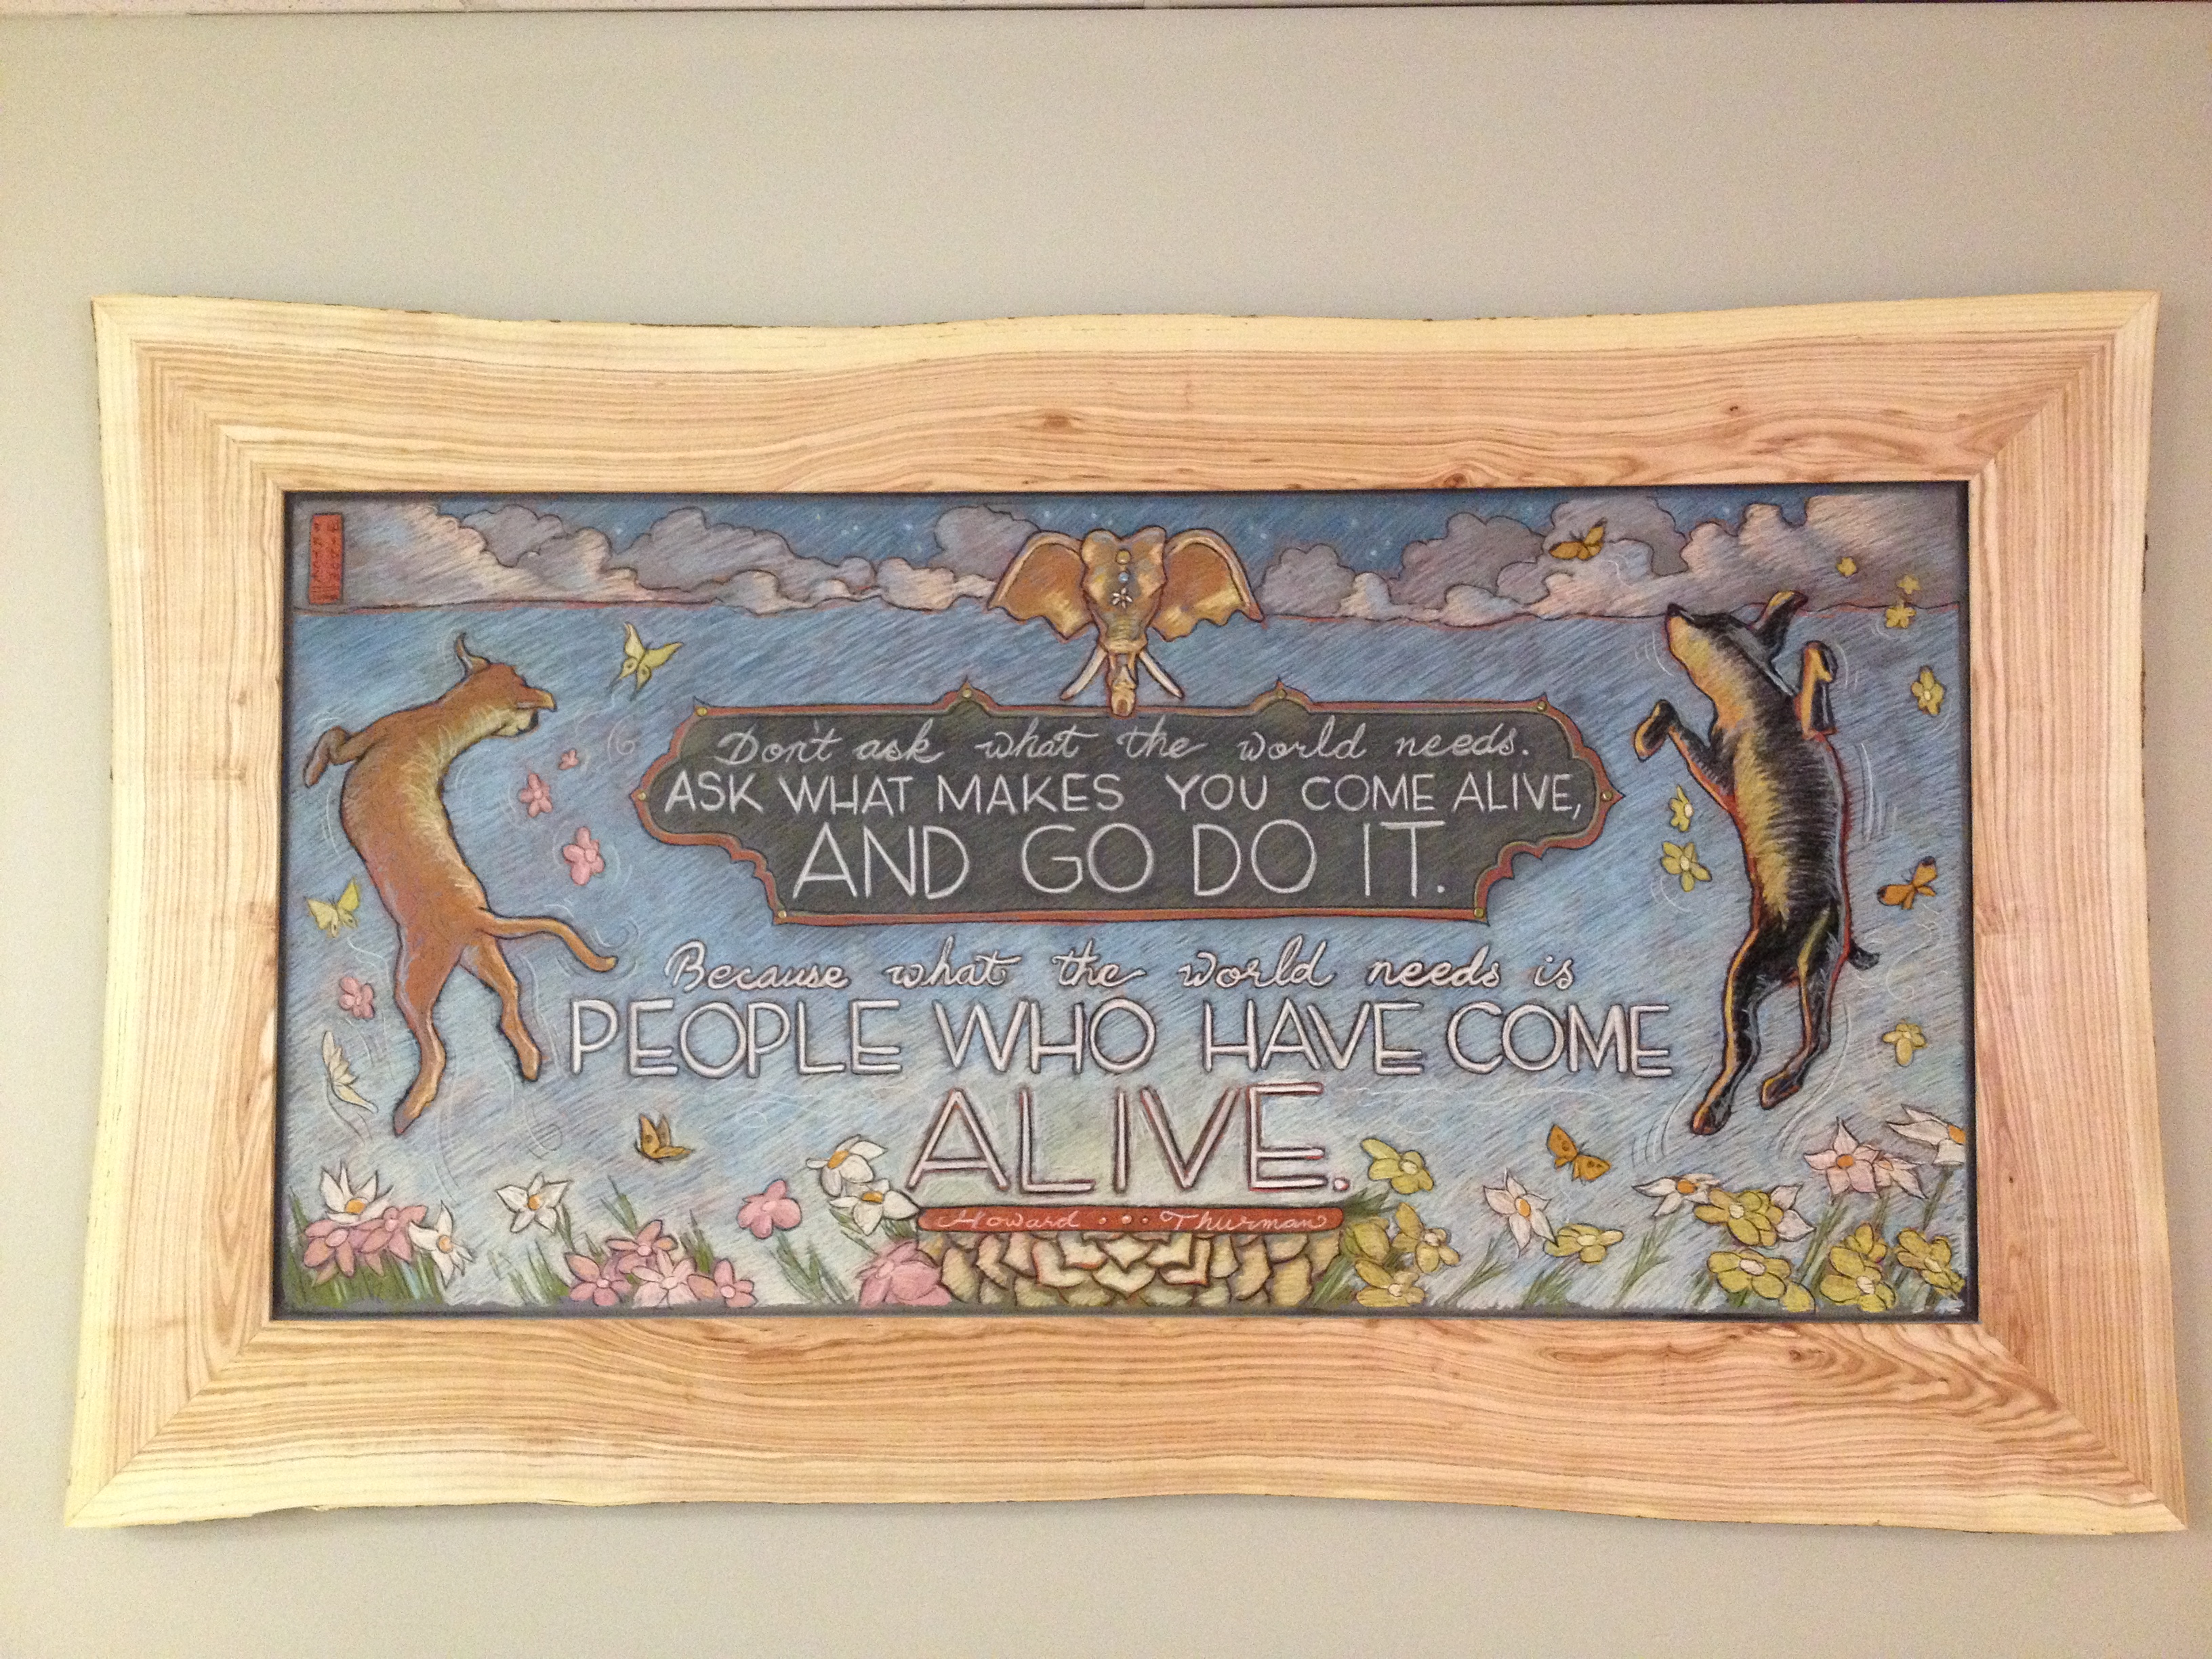 Don't ask what the world needs.
ASK WHAT MAKES YOU COME ALIVE,
AND GO DO IT.
Because what the world needs is
PEOPLE WHO HAVE COME
ALIVE.
Howard Thurman